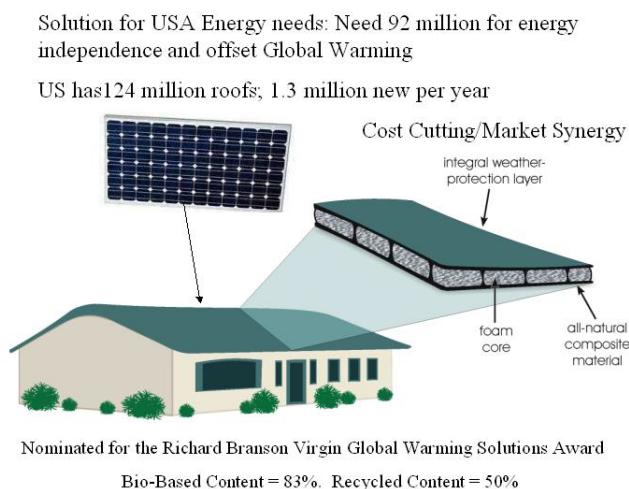 Solution for USA Energy needs: Need 92 million for energy
independence and offset Global Warming
US has124 million roofs; 1.3 million new per year
Cost Cutting/Market Synergy
integral weather-
protection layer
foam
core
all-natural
composite
material
Nominated for the Richard Branson Virgin Global Warming Solutions Award
Bio-Based Content = 83%. Recycled Content = 50%